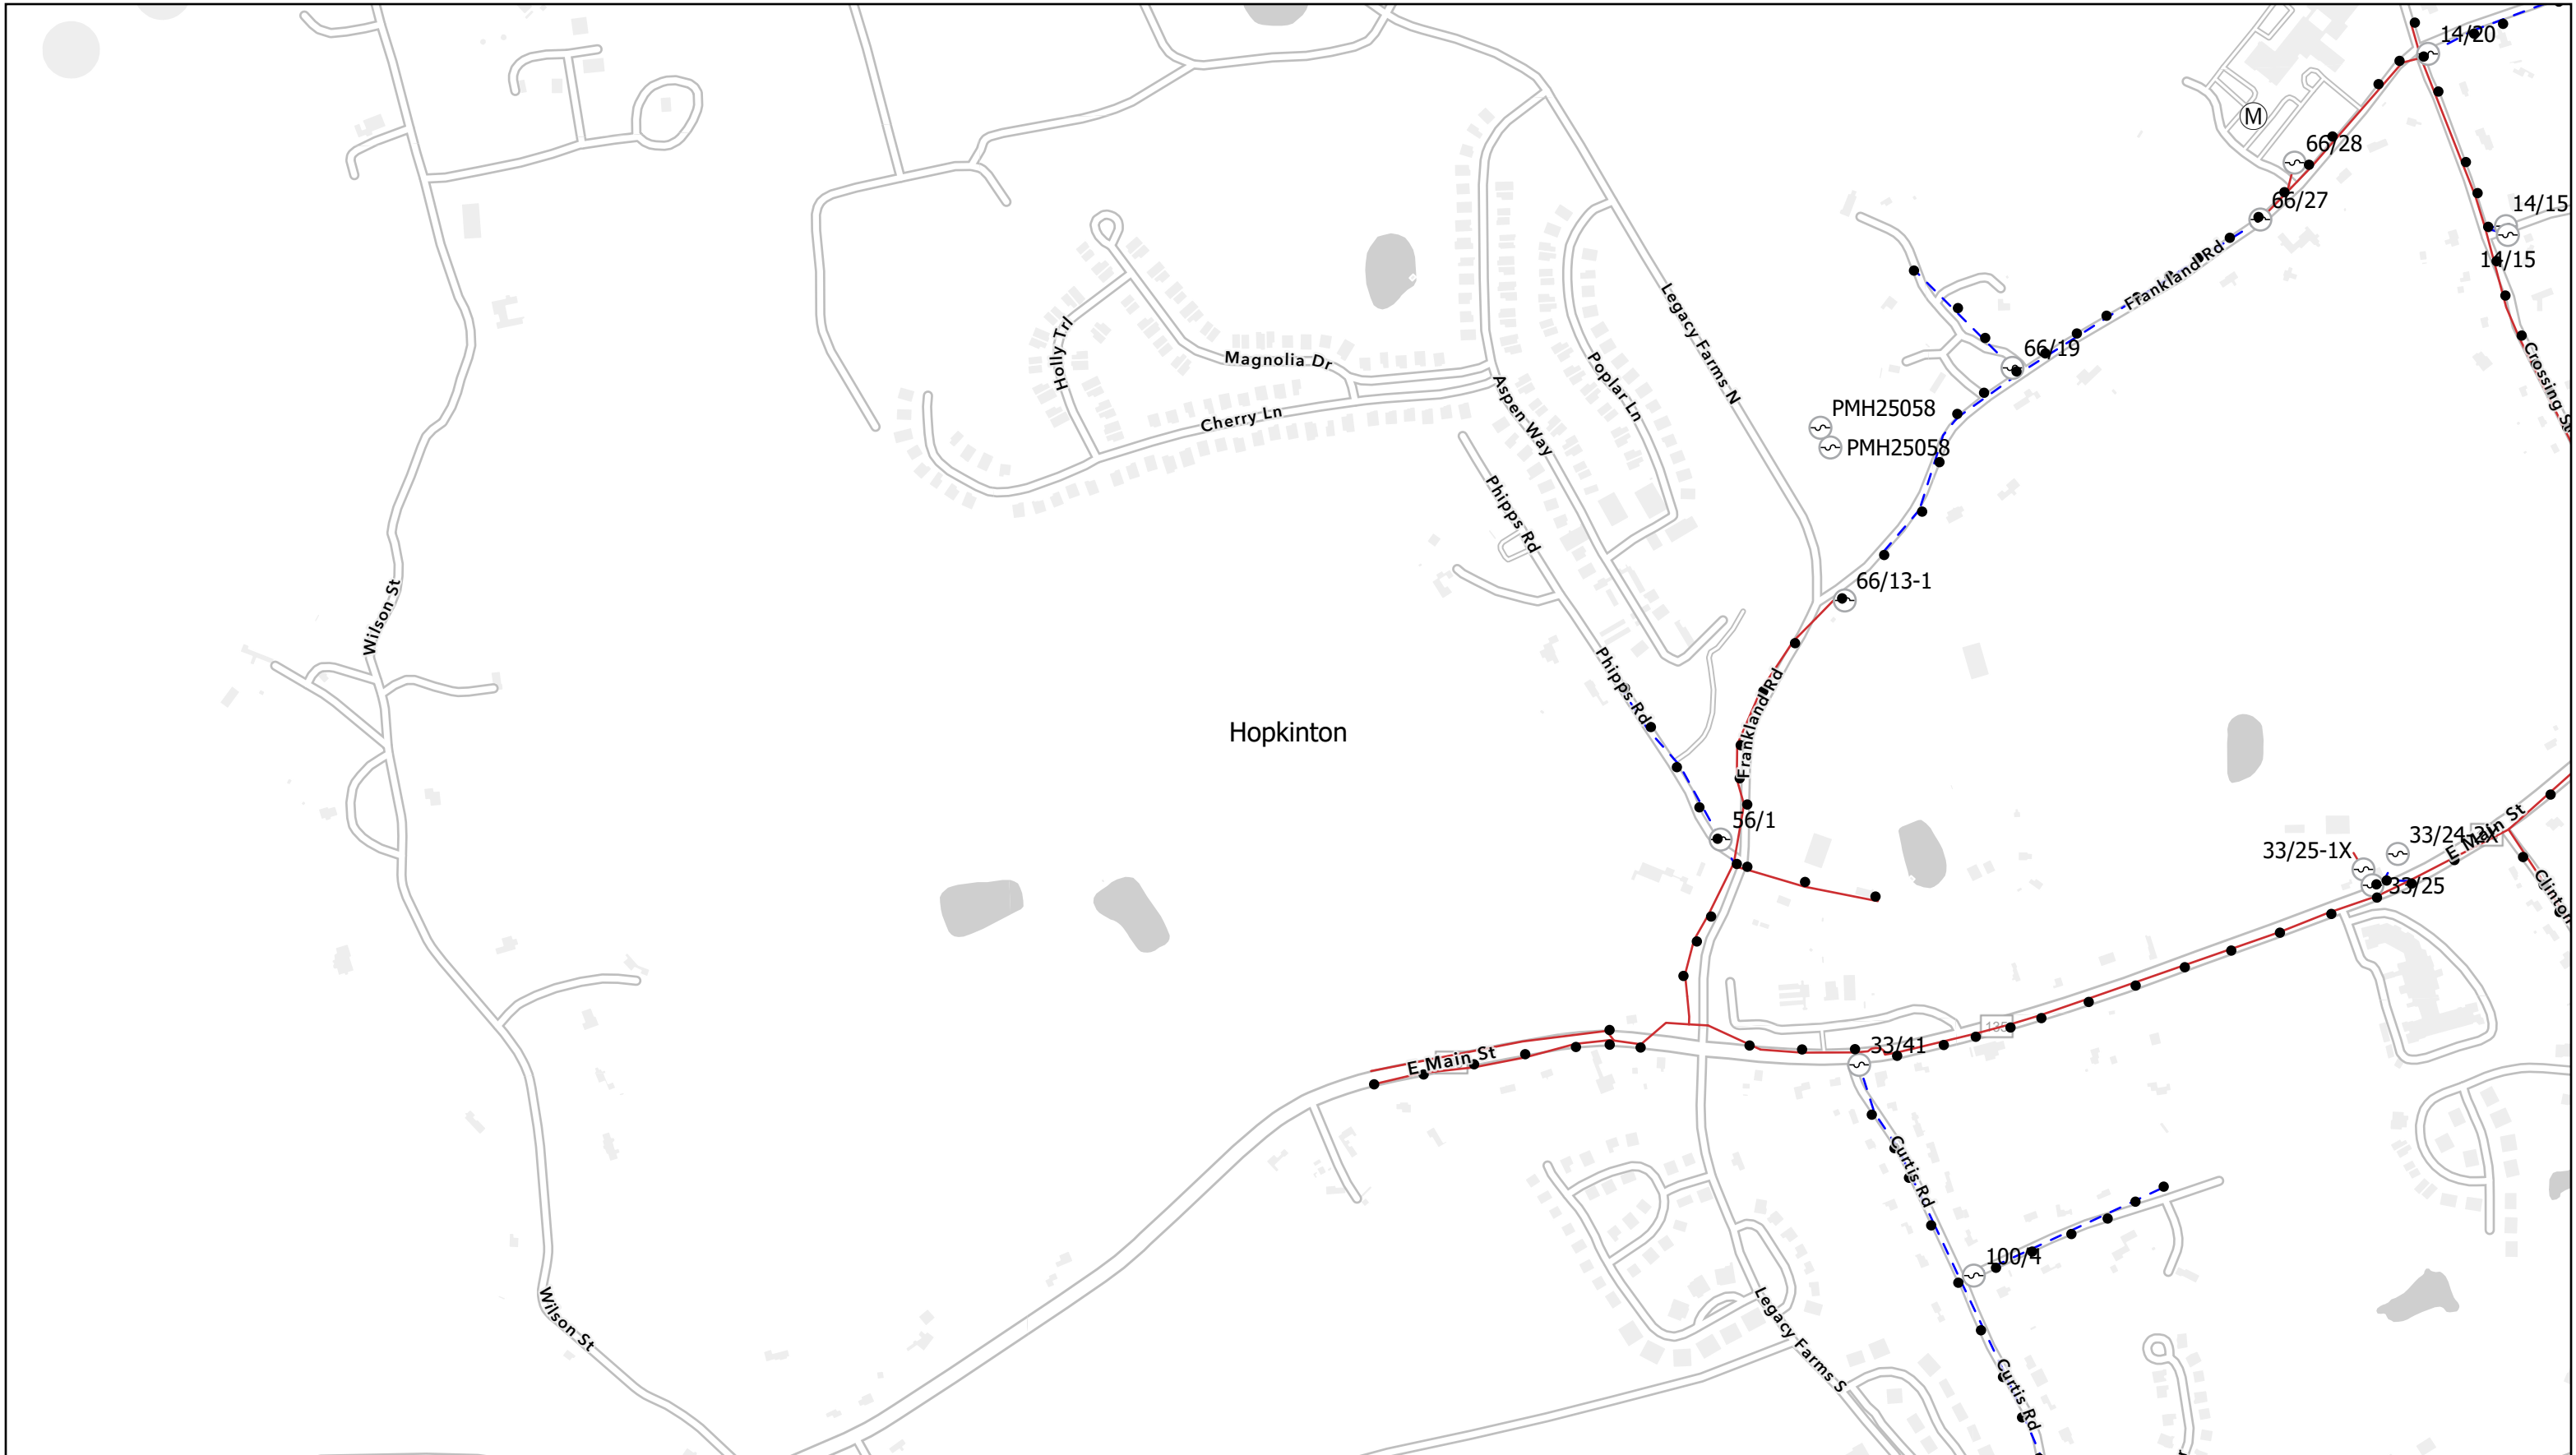 14/20
M
66/28
66/27
14/15
14/15
Frankland Rd
Legacy Farms N
Holly Trl
Magnolia Dr
Poplar Ln
66/19
Crossing St
Cherry Ln
Aspen Way
PMH25058
PMH25058
Phipps Rd
Wilson St
66/13-1
Phipps Rd
Frankland Rd
Hopkinton
56/1
E Main St
33/25-1X
33/25
Clinton
33/41
E Main St
135
Curtis Rd
100/4
Wilson St
Legacy Farms S
Curtis Rd